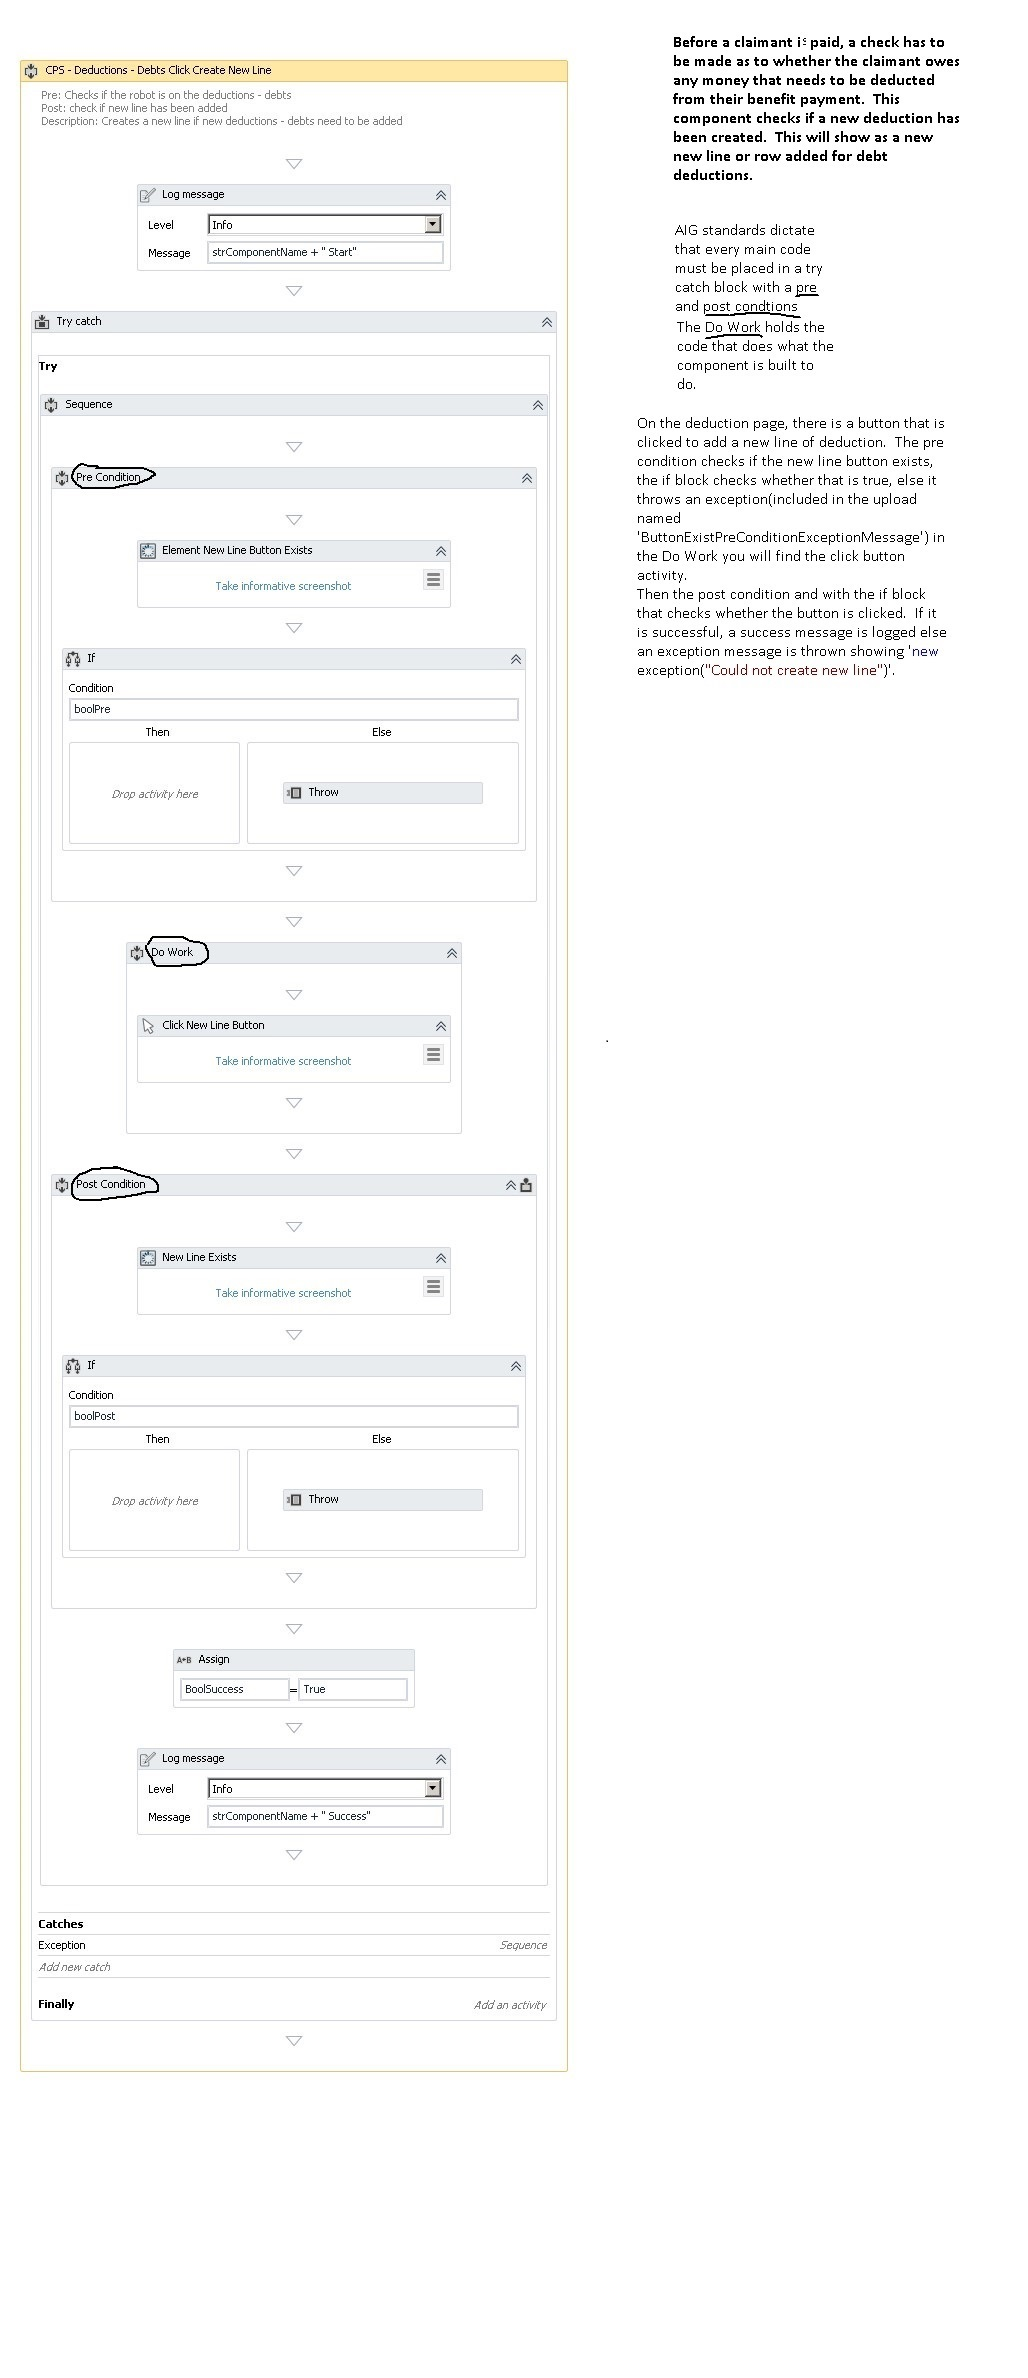 CPS - Deductions - Debts Click Create New Line
Pre: Checks if the robot is on the deductions - debts
Post: check if new line has been added
Description: Creates a new line if new deductions - debts need to be added
Log message
Level Info
Message strComponentName + " Start"
Try catch
Try
Sequence
Pre Condition
Element New Line Button Exists
Take informative screenshot
If
Condition
boolPre
Then Else
Drop activity here Throw
Do Work
Click New Line Button
Take informative screenshot
Post Condition
New Line Exists
Take informative screenshot
If
Condition
boolPost
Then Else
Drop activity here Throw
A+B Assign
BoolSuccess = True
Log message
Level Info
Message strComponentName + " Success"
Catches
Exception Sequence
Add new catch
Finally Add an activity
Before a claimant is paid, a check has to
be made as to whether the claimant owes
any money that needs to be deducted
from their benefit payment. This
component checks if a new deduction has
been created. This will show as a new
new line or row added for debt
deductions.
AIG standards dictate
that every main code
must be placed in a try
catch block with a pre
and post condtions
The Do Work holds the
code that does what the
component is built to
do.
On the deduction page, there is a button that is
clicked to add a new line of deduction. The pre
condition checks if the new line button exists,
the if block checks whether that is true, else it
throws an exception(included in the upload
named
'ButtonExistPreConditionExceptionMessage') in
the Do Work you will find the click button
activity.
Then the post condition and with the if block
that checks whether the button is clicked. If it
is successful, a success message is logged else
an exception message is thrown showing 'new
exception("Could not create new line")'.